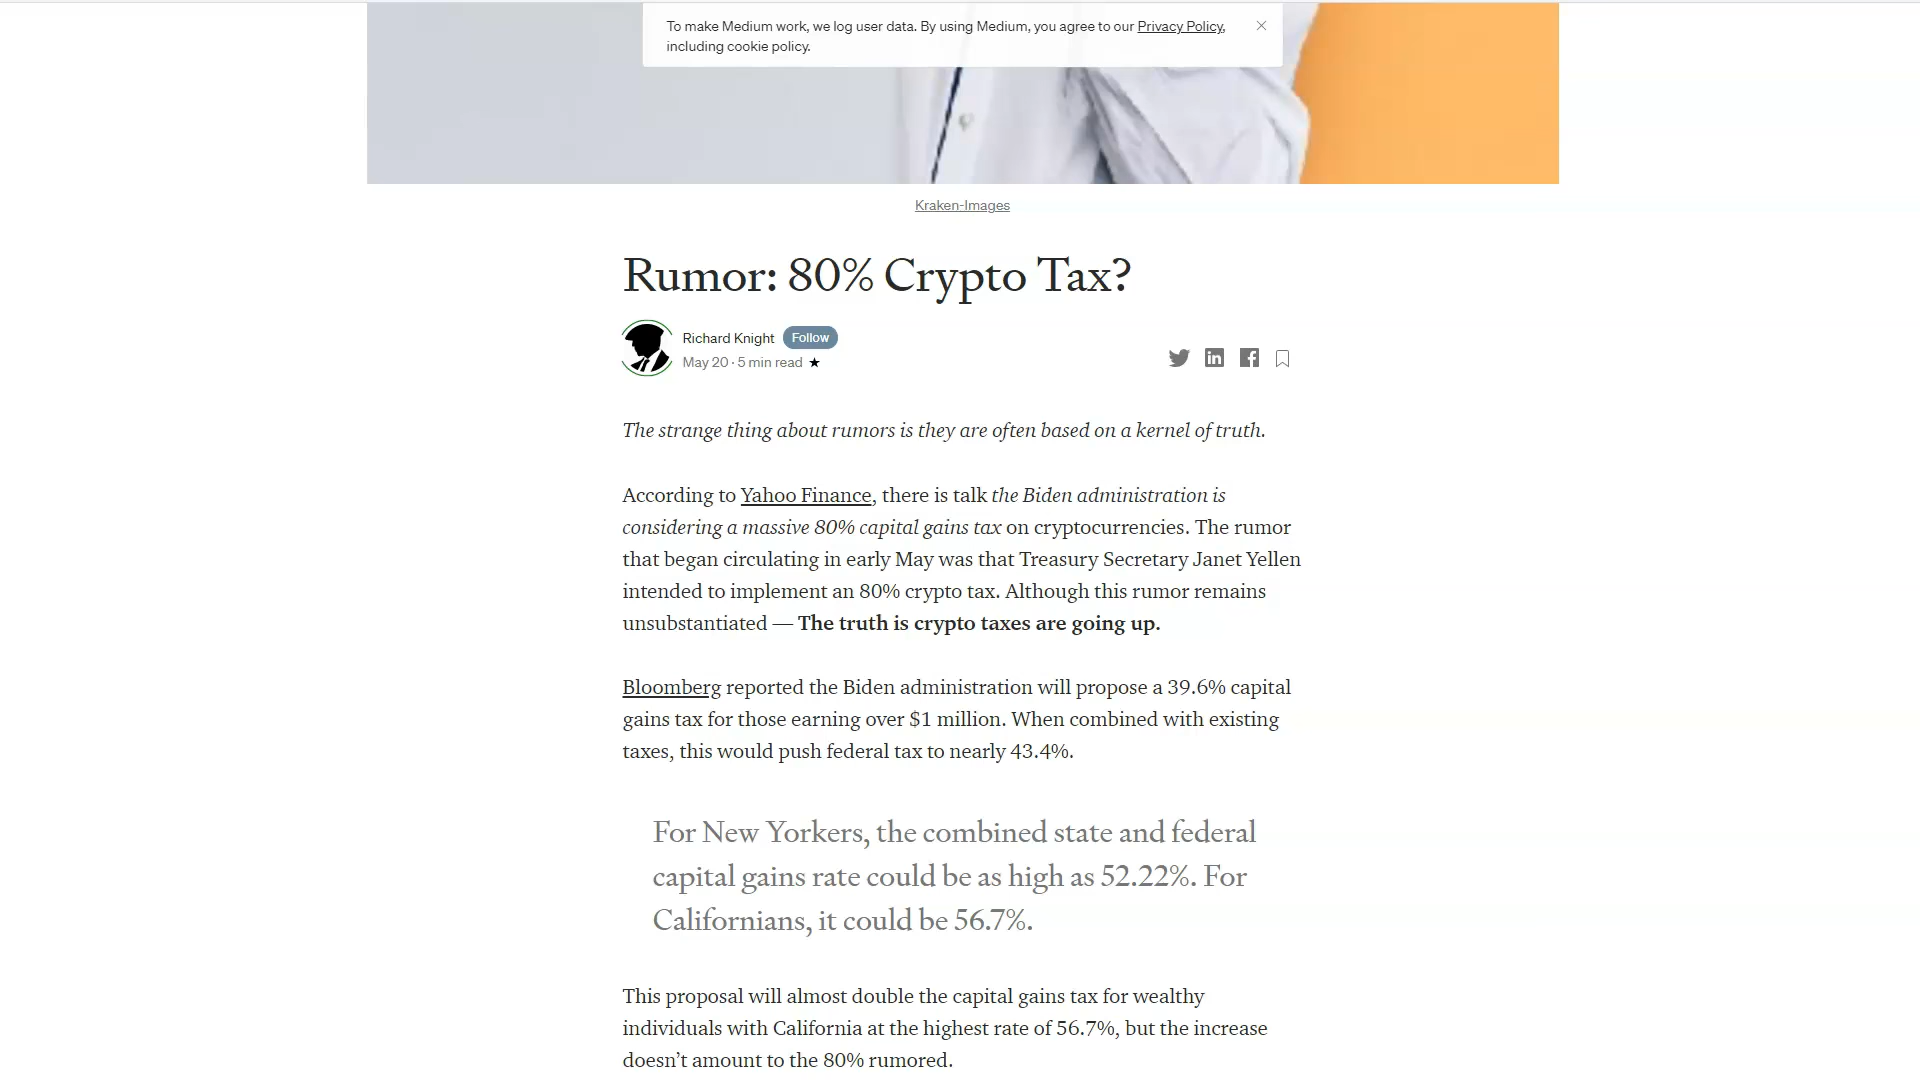 To make Medium work, we log user data. By using Medium, you agree to our Privacy Policy,
including cookie policy.
Kraken-Images
Rumor: 80% Crypto Tax?
Richard Knight Follow
May 20 · 5 min read ★
The strange thing about rumors is they are often based on a kernel of truth.
According to Yahoo Finance, there is talk the Biden administration is
considering a massive 80% capital gains tax on cryptocurrencies. The rumor
that began circulating in early May was that Treasury Secretary Janet Yellen
intended to implement an 80% crypto tax. Although this rumor remains
unsubstantiated — The truth is crypto taxes are going up.
Bloomberg reported the Biden administration will propose a 39.6% capital
gains tax for those earning over $1 million. When combined with existing
taxes, this would push federal tax to nearly 43.4%.
For New Yorkers, the combined state and federal
capital gains rate could be as high as 52.22%. For
Californians, it could be 56.7%.
This proposal will almost double the capital gains tax for wealthy
individuals with California at the highest rate of 56.7%, but the increase
doesn’t amount to the 80% rumored.